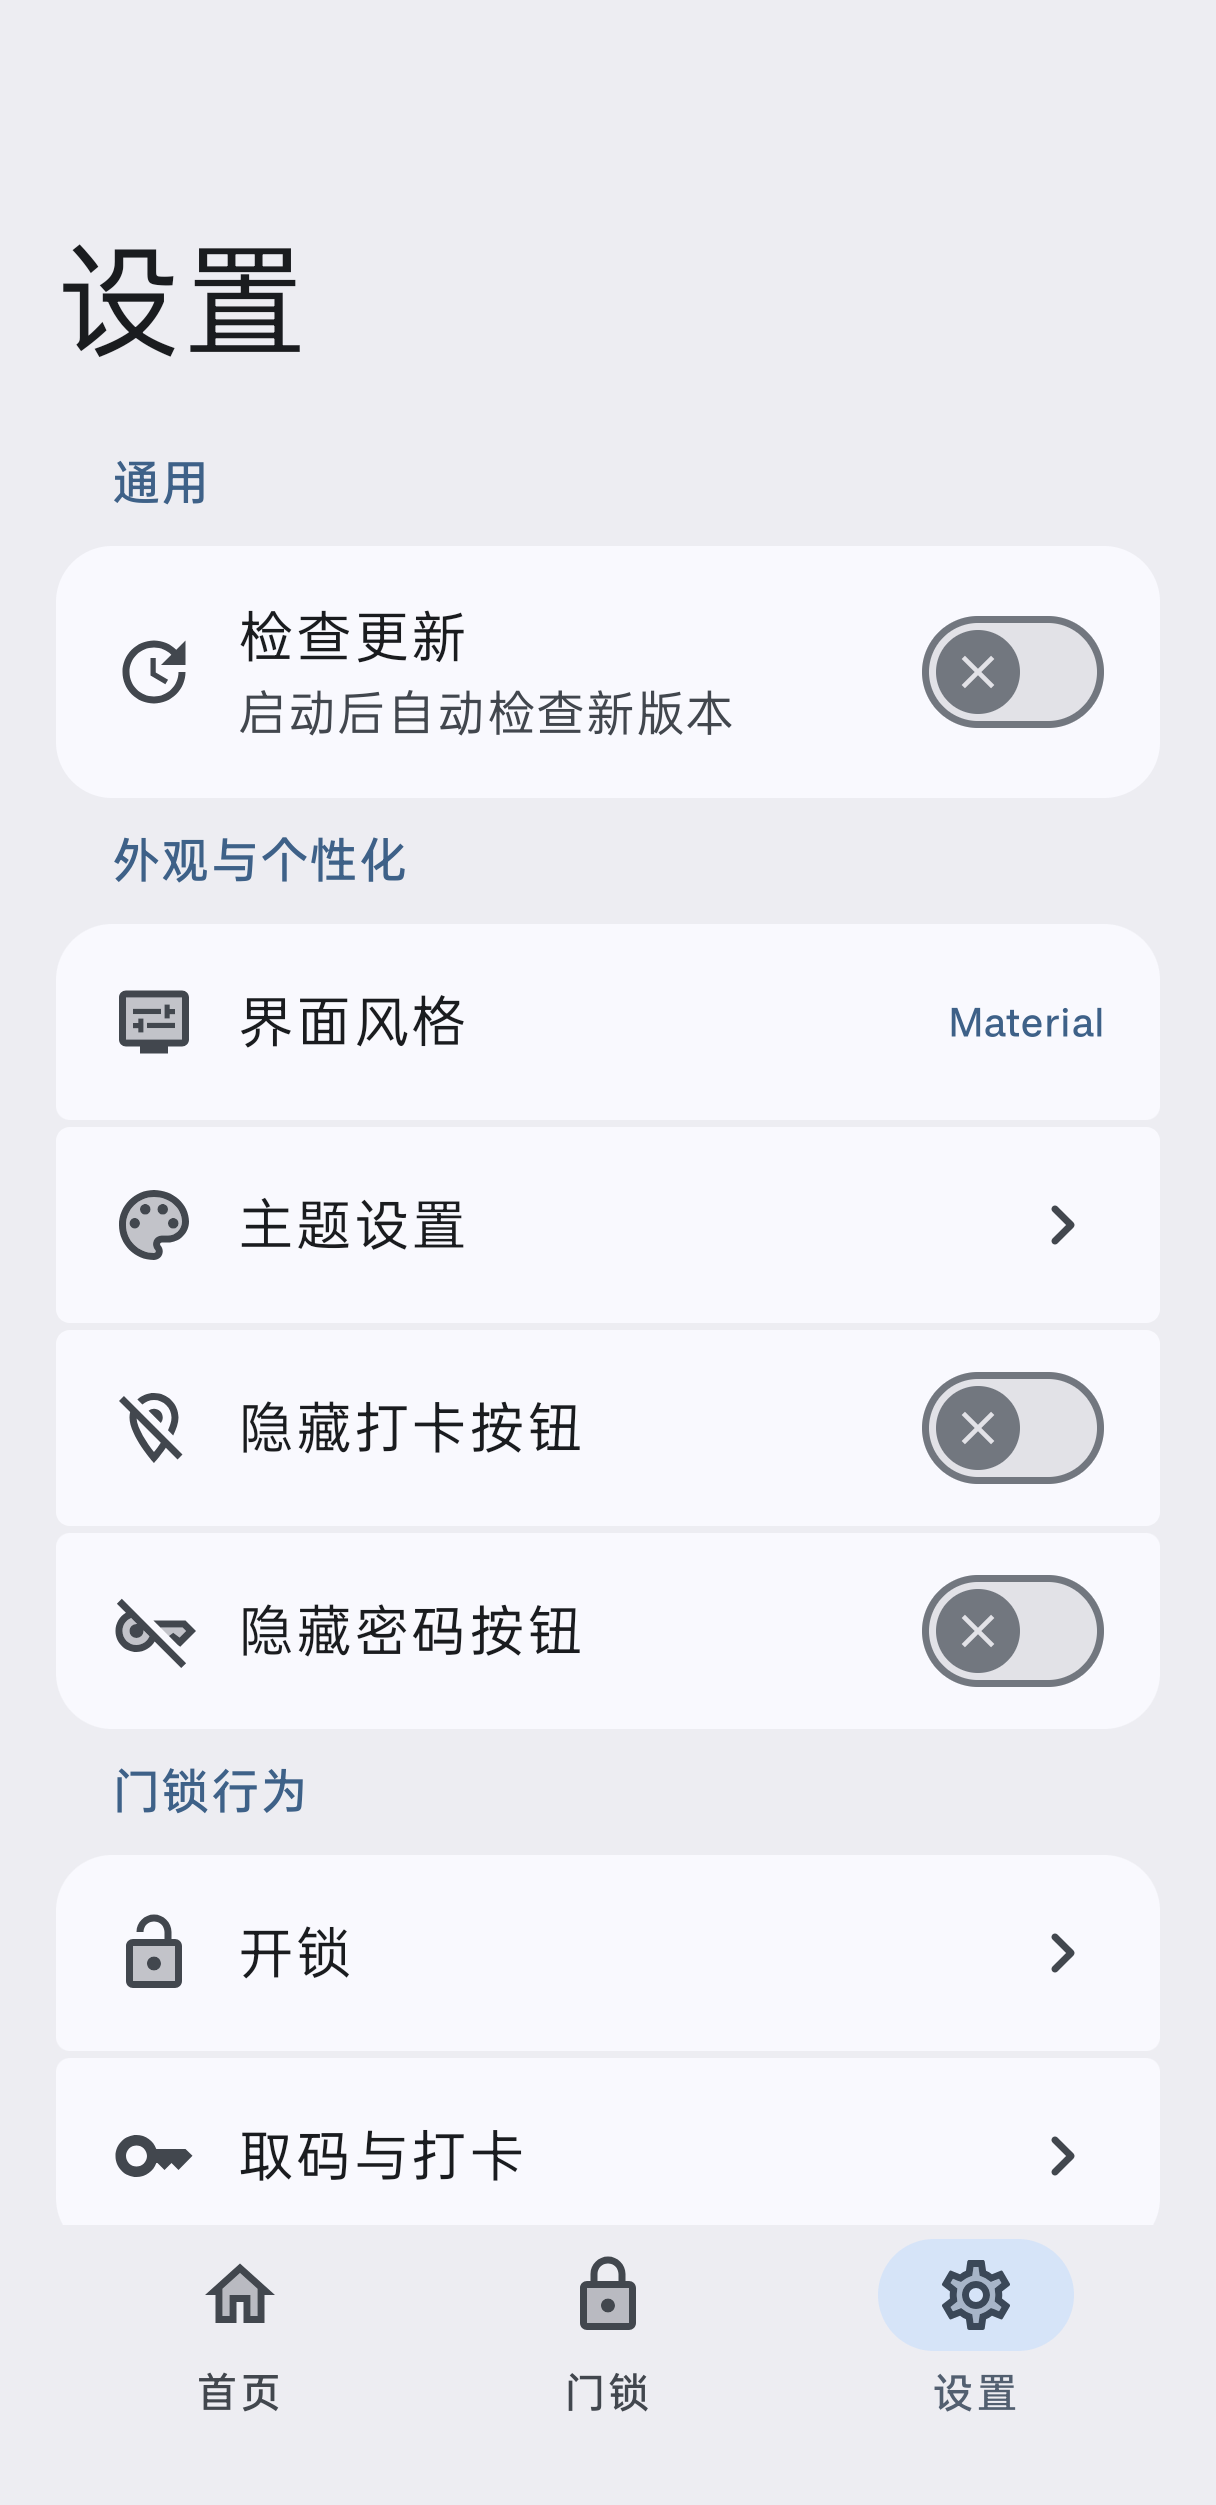 设置
通用
检查更新
启动后自动检查新版本
外观与个性化
界面风格
Material
主题设置
隐藏打卡按钮
隐藏密码按钮
门锁行为
开锁
取码与打卡
首页
门锁
设置